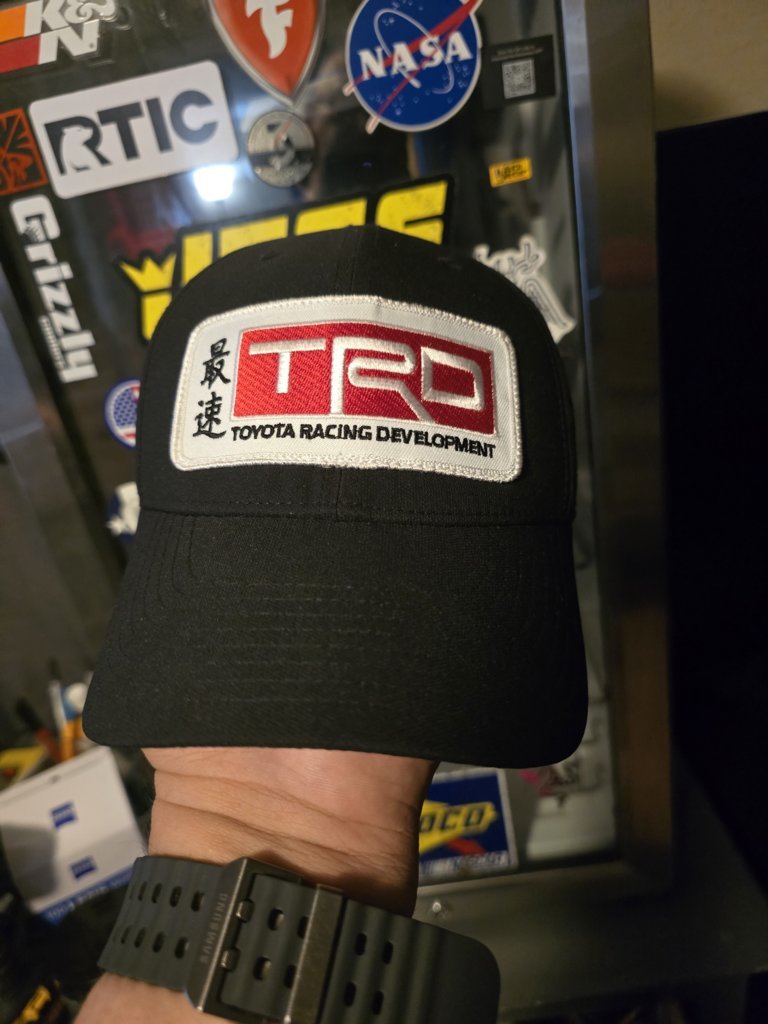 K&N
F
NASA
RTIC
Grizzly
最速
TRD
TOYOTA RACING DEVELOPMENT
SAMSUNG